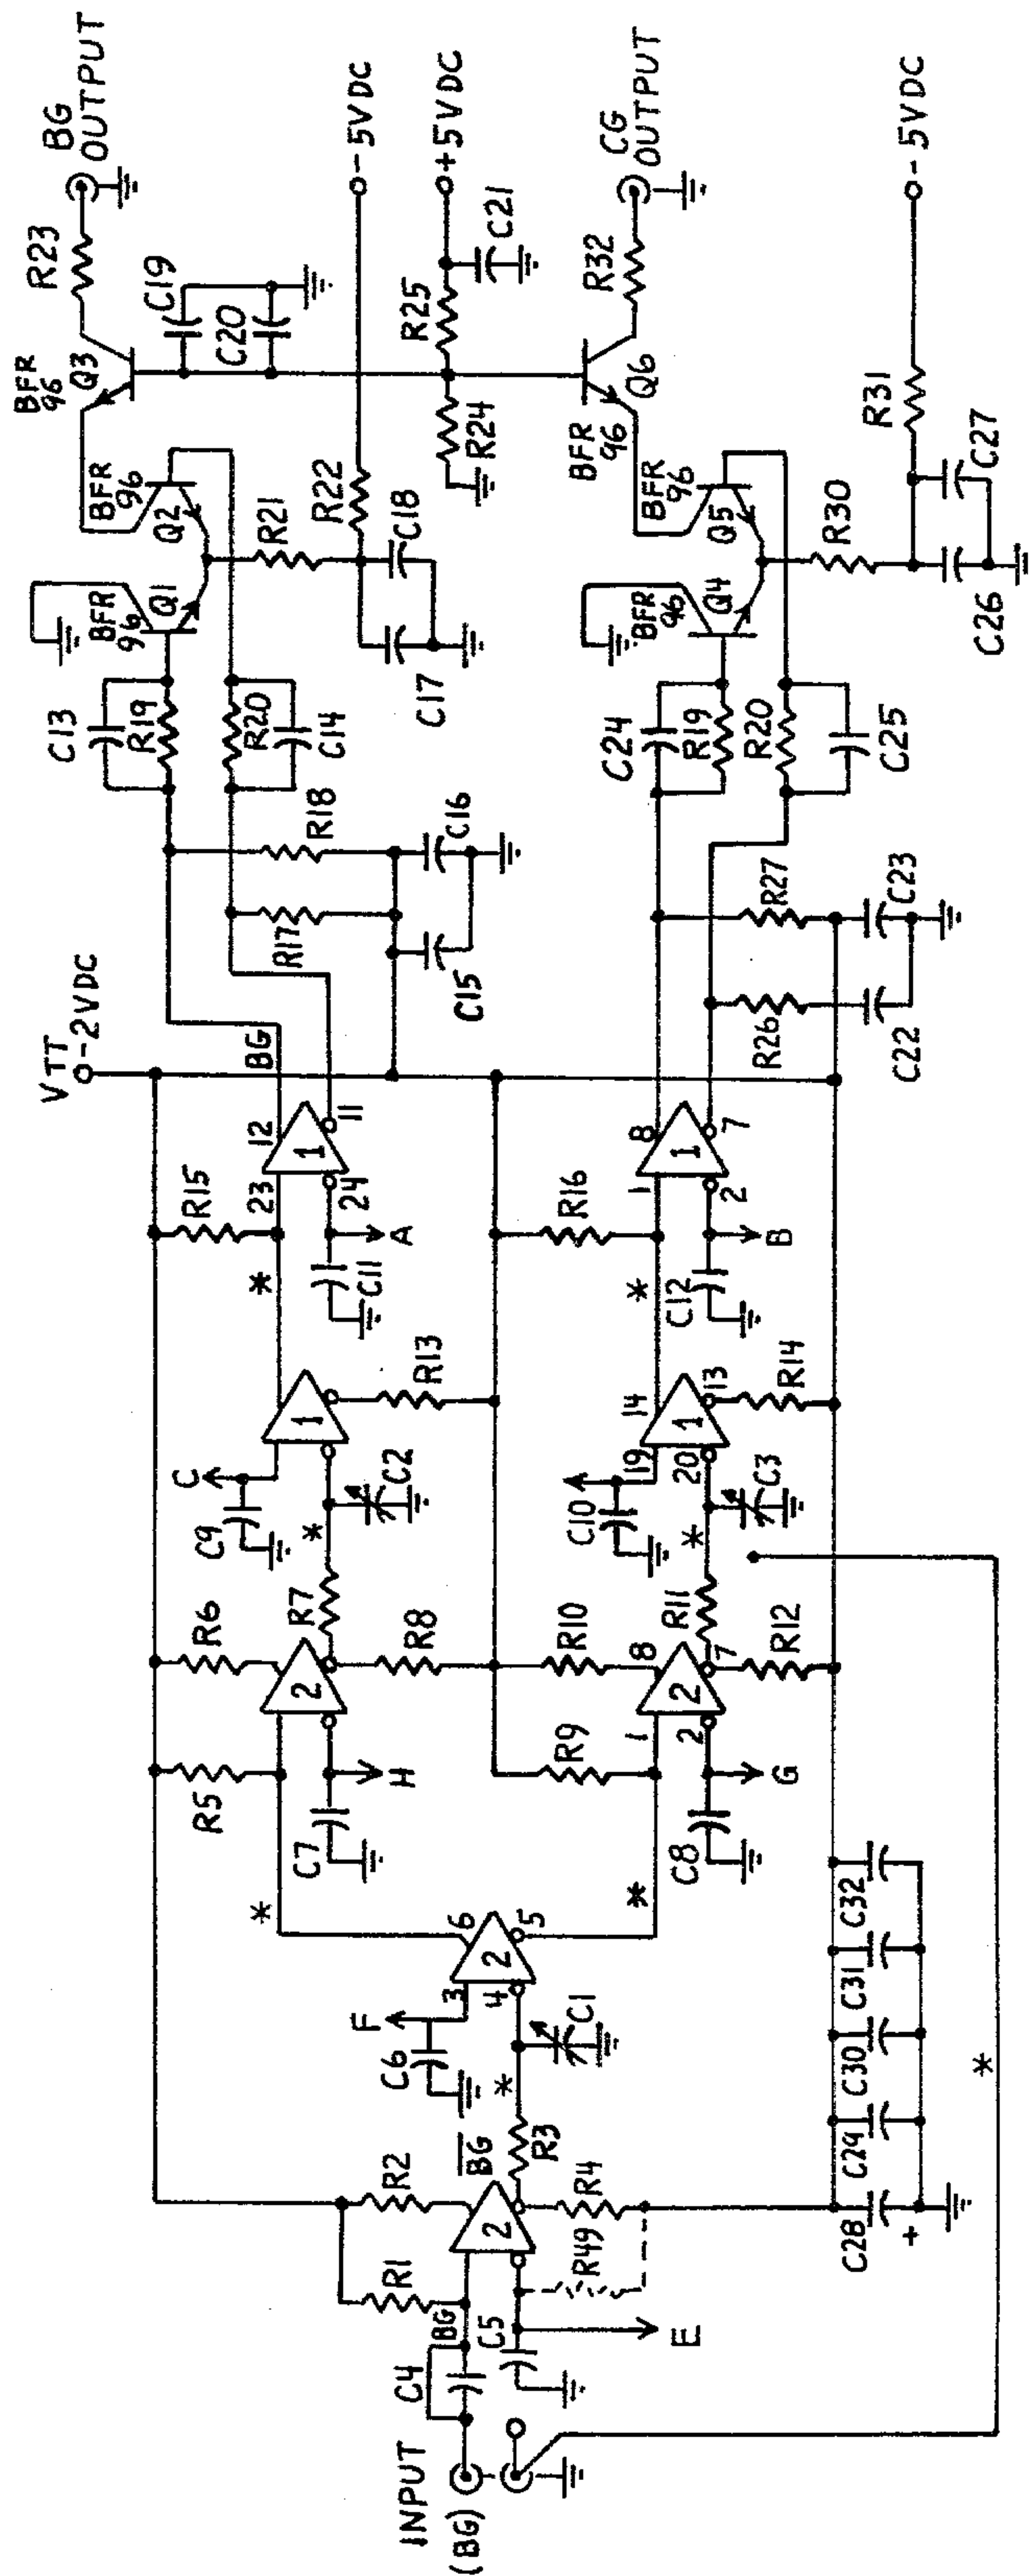 INPUT
(BG)
C4
BG
R1
R2
2
BG
C5
E
R49
R4
R3
*
C1
C6
F
3
4
2
6
5
*
*
C28
+
C29
C30
C31
C32
*
R5
R6
C7
H
2
R7
R8
*
C2
C9
C
1
R13
*
R15
23
12
BG
24
11
1
C11
A
VTT
-2VDC
R9
R10
1
8
2
2
7
C8
G
R11
R12
*
C3
C10
19
20
14
13
1
R14
*
R16
1
8
2
7
1
C12
B
R17
R18
C15
C16
C13
R19
R20
C14
BFR
96
Q1
BFR
96
Q2
R21
R22
C17
C18
BFR
96
Q3
R23
BG
OUTPUT
C19
C20
-5VDC
+5VDC
R24
R25
C21
R26
R27
C22
C23
C24
R19
R20
C25
BFR
96
Q4
BFR
96
Q5
BFR
96
Q6
R32
CG
OUTPUT
R30
R31
C26
C27
-5VDC